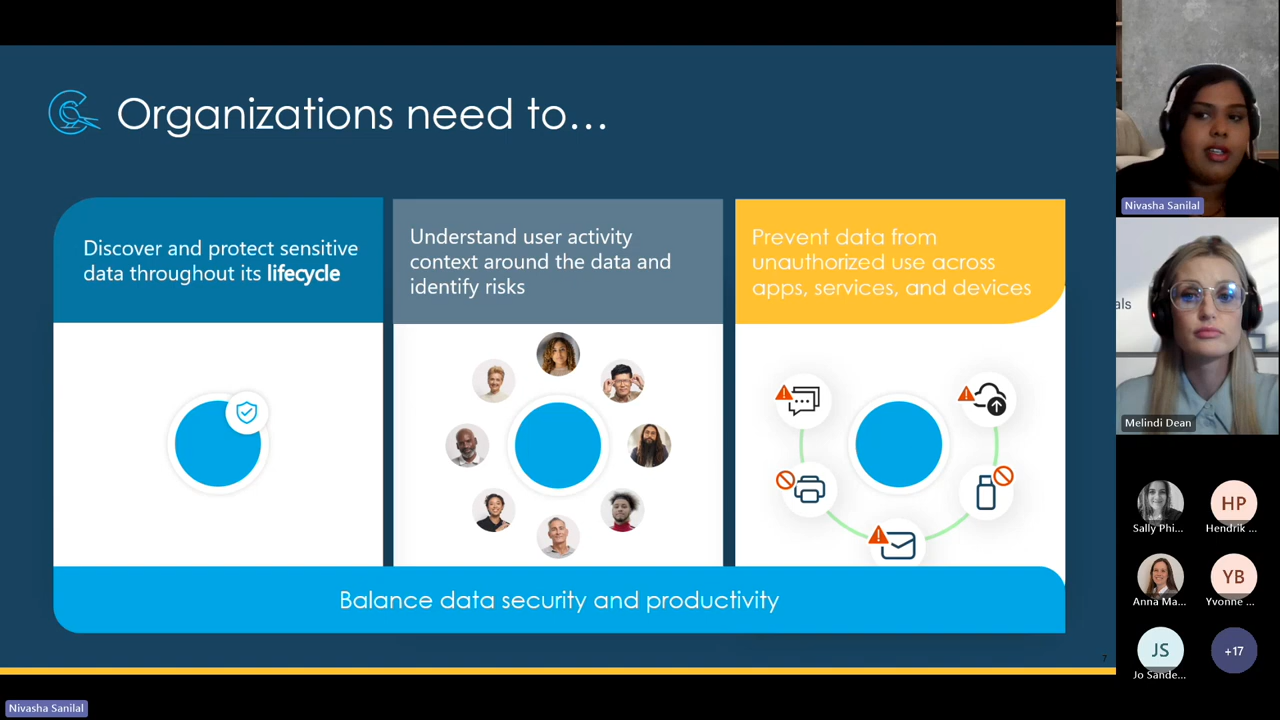 Organizations need to...
Discover and protect sensitive
data throughout its lifecycle
Understand user activity
context around the data and
identify risks
Prevent data from
unauthorized use across
apps, services, and devices
Balance data security and productivity
7
Nivasha Sanilal
als
Melindi Dean
HP
Sally Phi...
Hendrik ...
YB
Anna Ma...
Yvonne ...
JS
+17
Jo Sande...
Nivasha Sanilal